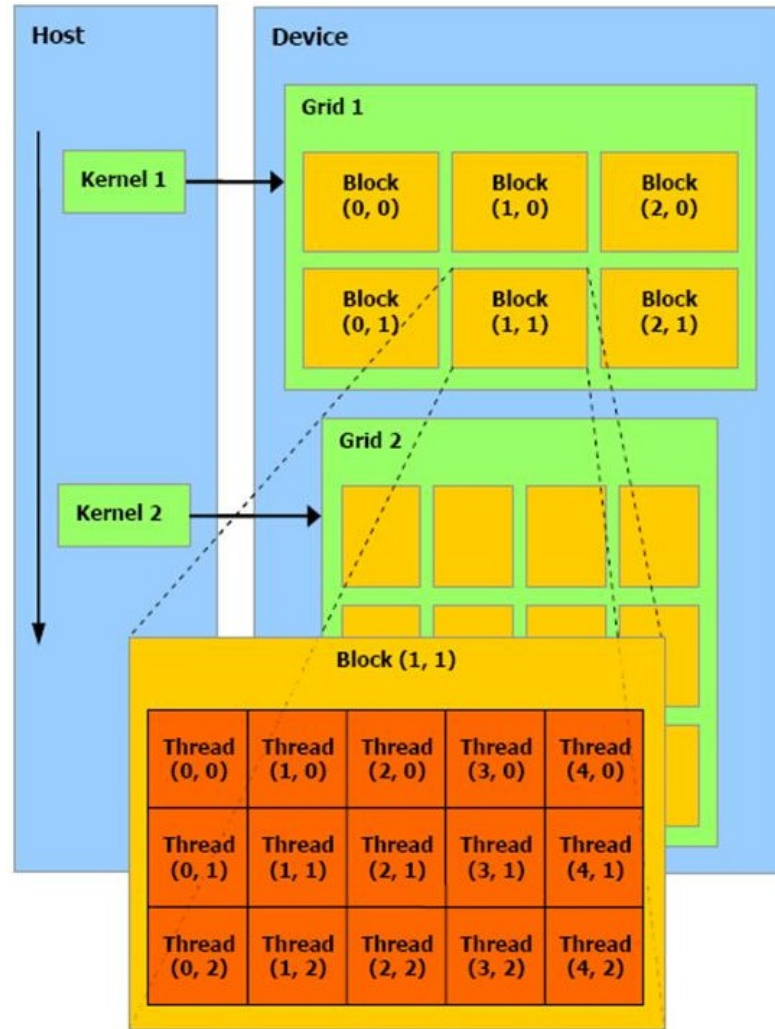 Host
Device
Grid 1
Kernel 1
Block
(0, 0)
Block
(1, 0)
Block
(2, 0)
Block
(0, 1)
Block
(1, 1)
Block
(2, 1)
Grid 2
Kernel 2
Block (1, 1)
Thread
(0, 0)
Thread
(1, 0)
Thread
(2, 0)
Thread
(3, 0)
Thread
(4, 0)
Thread
(0, 1)
Thread
(1, 1)
Thread
(2, 1)
Thread
(3, 1)
Thread
(4, 1)
Thread
(0, 2)
Thread
(1, 2)
Thread
(2, 2)
Thread
(3, 2)
Thread
(4, 2)